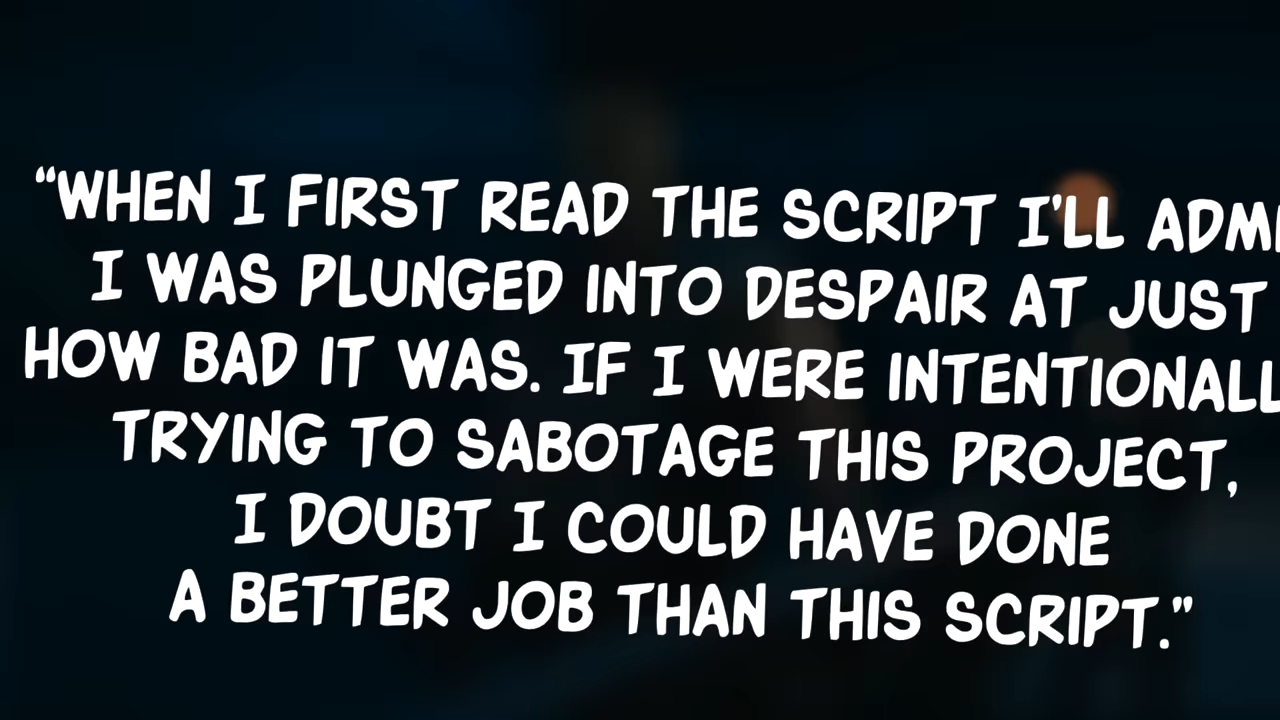 “WHEN I FIRST READ THE SCRIPT I'LL ADM
I WAS PLUNGED INTO DESPAIR AT JUST
HOW BAD IT WAS. IF I WERE INTENTIONALL
TRYING TO SABOTAGE THIS PROJECT,
I DOUBT I COULD HAVE DONE
A BETTER JOB THAN THIS SCRIPT.”